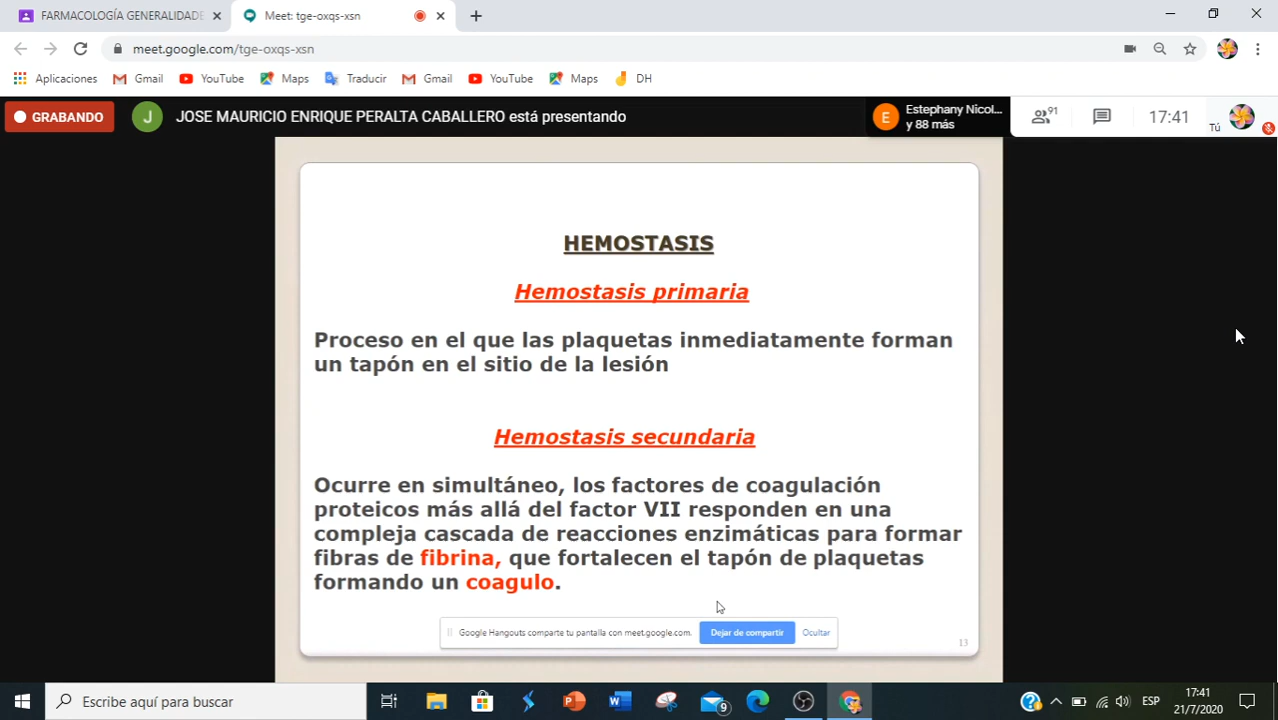 FARMACOLOGÍA GENERALIDADE
Meet: tge-oxqs-xsn
meet.google.com/tge-oxqs-xsn
Aplicaciones Gmail YouTube Maps Traducir Gmail YouTube Maps DH
GRABANDO
J
JOSE MAURICIO ENRIQUE PERALTA CABALLERO está presentando
E
Estephany Nicol...
y 88 más
91
17:41
Tú
HEMOSTASIS
Hemostasis primaria
Proceso en el que las plaquetas inmediatamente forman
un tapón en el sitio de la lesión
Hemostasis secundaria
Ocurre en simultáneo, los factores de coagulación
proteicos más allá del factor VII responden en una
compleja cascada de reacciones enzimáticas para formar
fibras de fibrina, que fortalecen el tapón de plaquetas
formando un coagulo.
Google Hangouts comparte tu pantalla con meet.google.com.
Dejar de compartir
Ocultar
13
Escribe aquí para buscar
9
ESP
17:41
21/7/2020